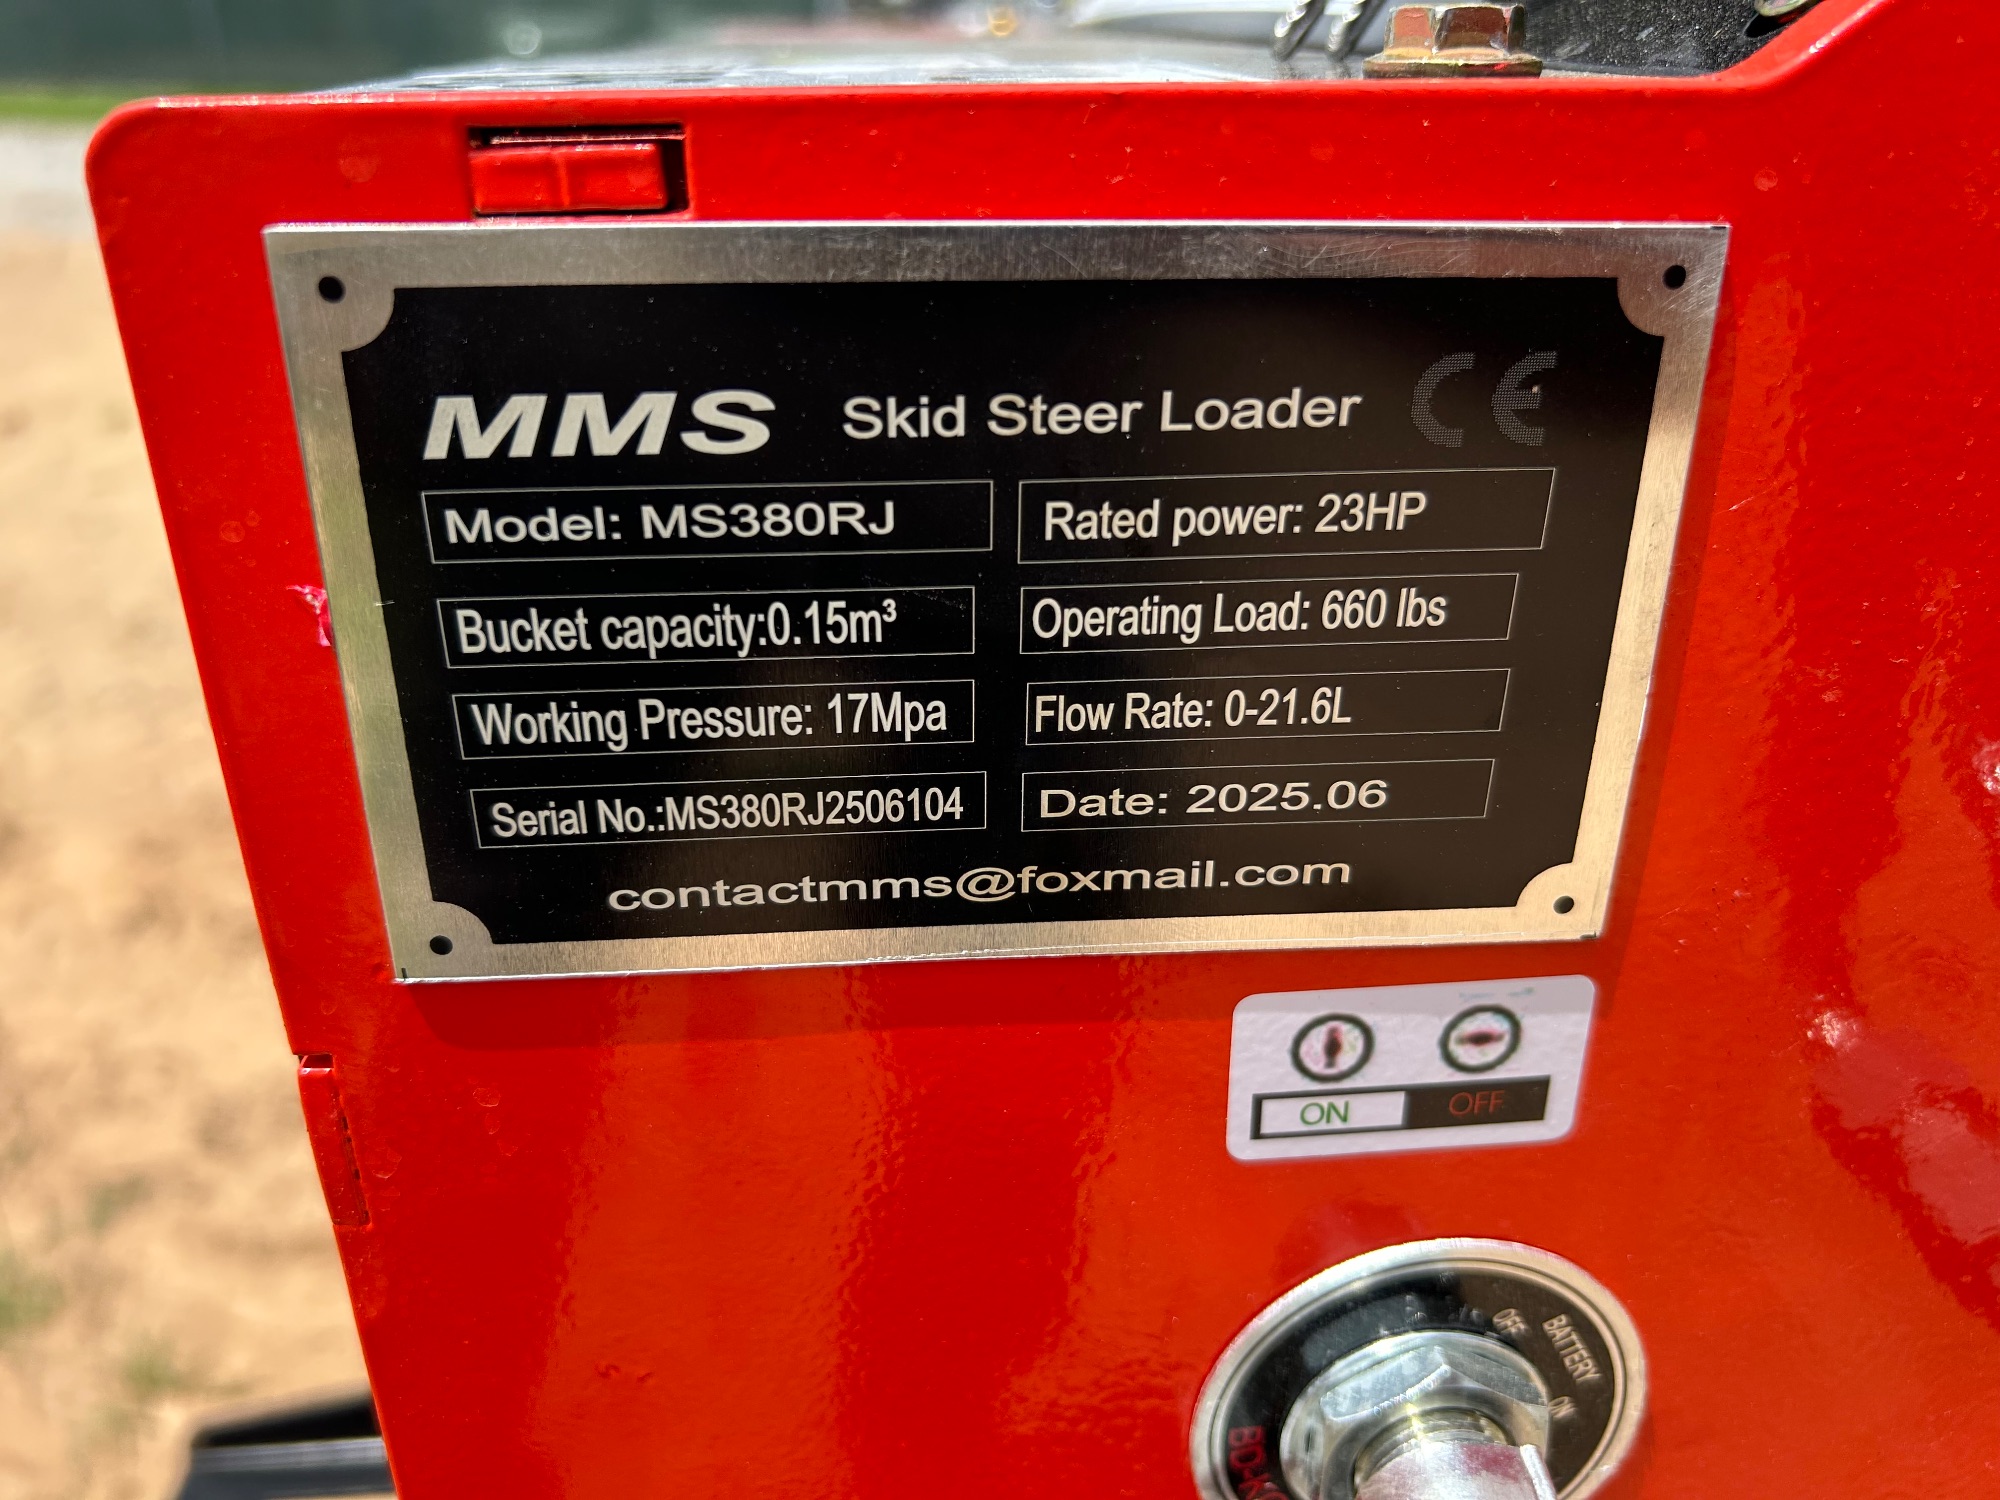 MMS Skid Steer Loader CE
Model: MS380RJ
Rated power: 23HP
Bucket capacity:0.15m³
Operating Load: 660 lbs
Working Pressure: 17Mpa
Flow Rate: 0-21.6L
Serial No.:MS380RJ2506104
Date: 2025.06
contactmms@foxmail.com
ON OFF
OFF BATTERY ON